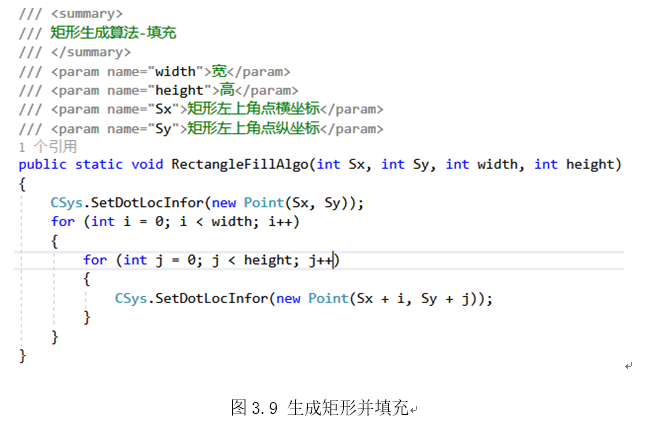 /// <summary>
/// 矩形生成算法-填充
/// </summary>
/// <param name="width">宽</param>
/// <param name="height">高</param>
/// <param name="Sx">矩形左上角点横坐标</param>
/// <param name="Sy">矩形左上角点纵坐标</param>
1 个引用
public static void RectangleFillAlgo(int Sx, int Sy, int width, int height)
{
    CSys.SetDotLocInfor(new Point(Sx, Sy));
    for (int i = 0; i < width; i++)
    {
        for (int j = 0; j < height; j++)
        {
            CSys.SetDotLocInfor(new Point(Sx + i, Sy + j));
        }
    }
}
图 3.9 生成矩形并填充